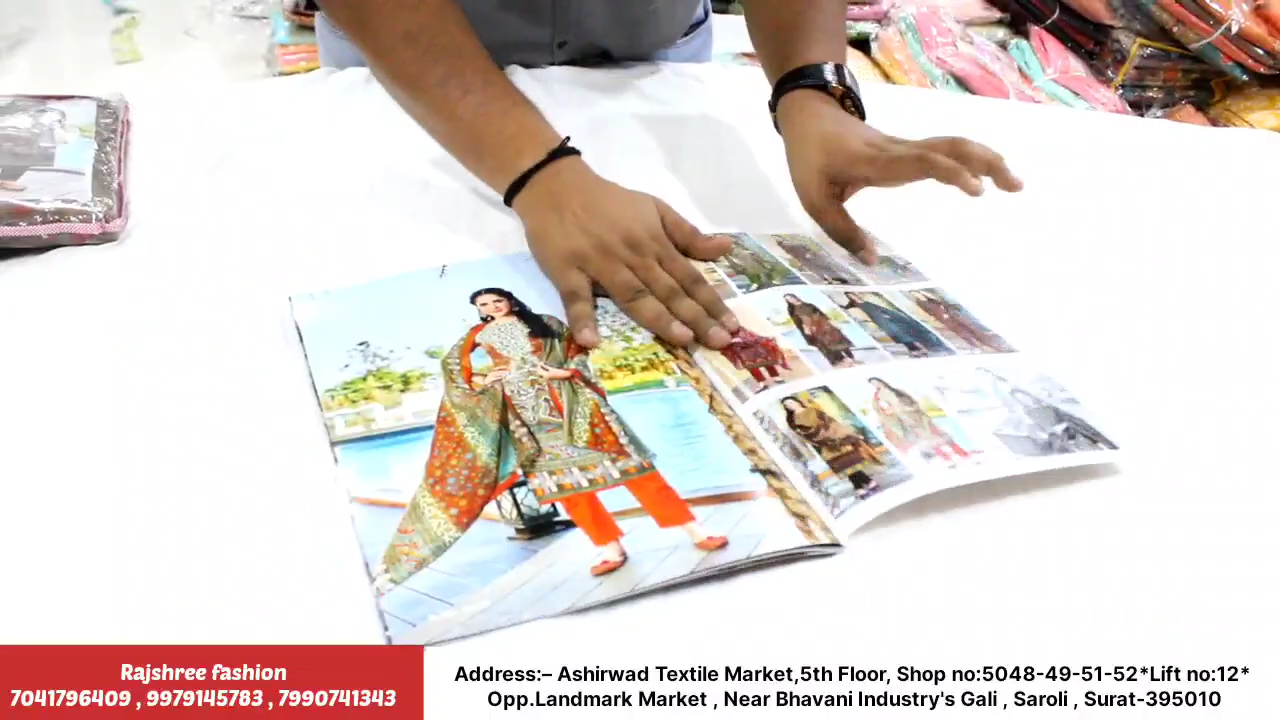 Rajshree fashion
7041796409 , 9979145783 , 7990741343
Address:– Ashirwad Textile Market,5th Floor, Shop no:5048-49-51-52*Lift no:12*
Opp.Landmark Market , Near Bhavani Industry's Gali , Saroli , Surat-395010